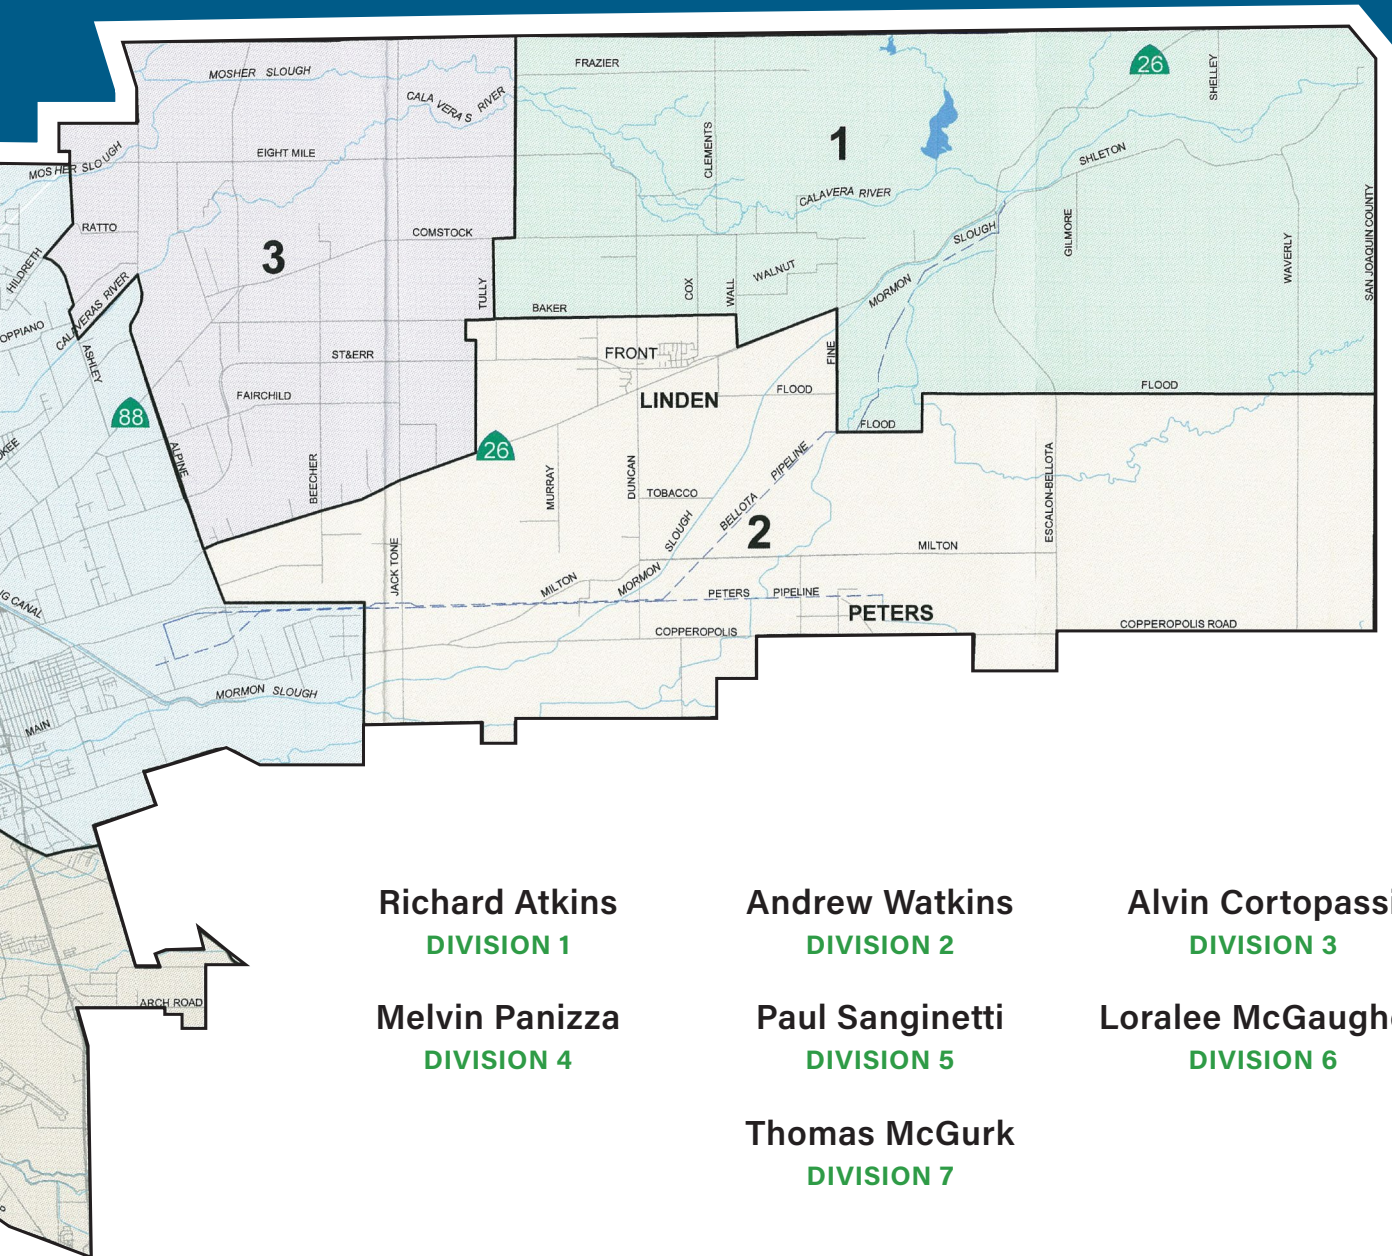 MOSHER SLOUGH
CALAVERAS RIVER
FRAZIER
26
SHELLEY
CLEMENTS
1
MOSHER SLOUGH
EIGHT MILE
SHLETON
CALAVERA RIVER
SAN JOAQUIN COUNTY
RATTO
COMSTOCK
SLOUGH
GILMORE
WAVERLY
HILDRETH
3
TULLY
COX
WALL
WALNUT
MORMON
CALAVERAS RIVER
BAKER
OPPIANO
ASHLEY
ST&ERR
FRONT
FINE
FAIRCHILD
LINDEN
FLOOD
FLOOD
88
FLOOD
26
ALPINE
BEECHER
MURRAY
DUNCAN
TOBACCO
BELLOTA PIPELINE
ESCALON-BELLOTA
SLOUGH
2
MILTON
JACK TONE
MILTON
MORMON
PETERS PIPELINE
PETERS
COPPEROPOLIS
COPPEROPOLIS ROAD
CANAL
MORMON SLOUGH
MAIN
ARCH ROAD
Richard Atkins
DIVISION 1
Andrew Watkins
DIVISION 2
Alvin Cortopassi
DIVISION 3
Melvin Panizza
DIVISION 4
Paul Sanginetti
DIVISION 5
Loralee McGaugh
DIVISION 6
Thomas McGurk
DIVISION 7